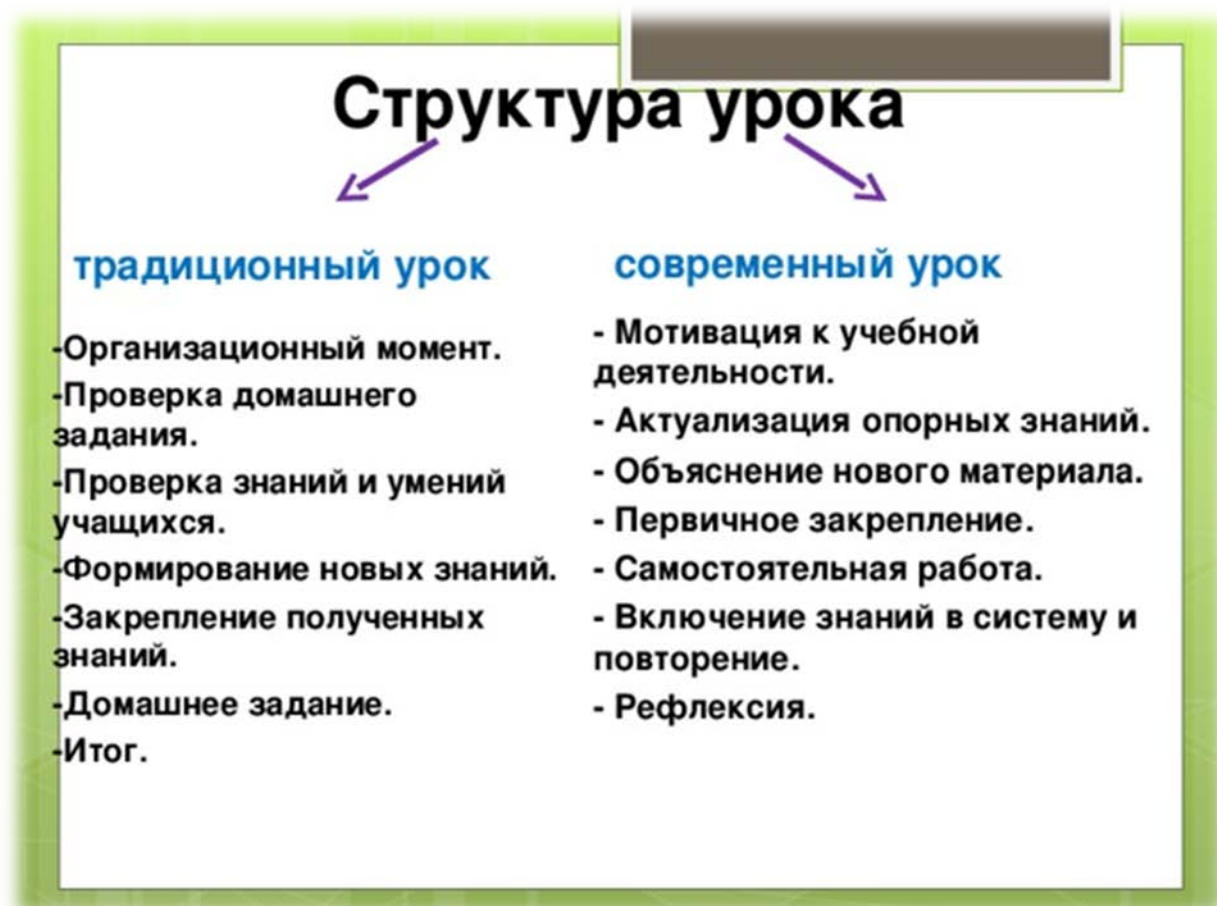 Структура урока
традиционный урок
-Организационный момент.
-Проверка домашнего
задания.
-Проверка знаний и умений
учащихся.
-Формирование новых знаний.
-Закрепление полученных
знаний.
-Домашнее задание.
-Итог.
современный урок
- Мотивация к учебной
деятельности.
- Актуализация опорных знаний.
- Объяснение нового материала.
- Первичное закрепление.
- Самостоятельная работа.
- Включение знаний в систему и
повторение.
- Рефлексия.